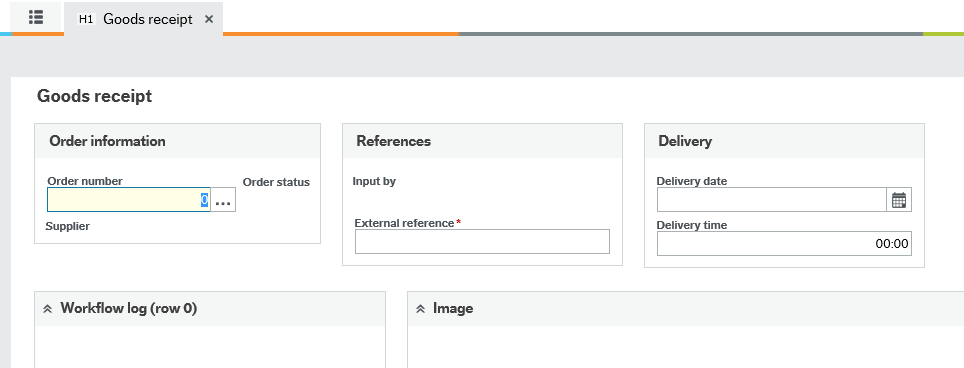 H1 Goods receipt
Goods receipt
Order information
Order number
Order status
0
...
Supplier
References
Input by
External reference *
Delivery
Delivery date
Delivery time
00:00
Workflow log (row 0)
Image